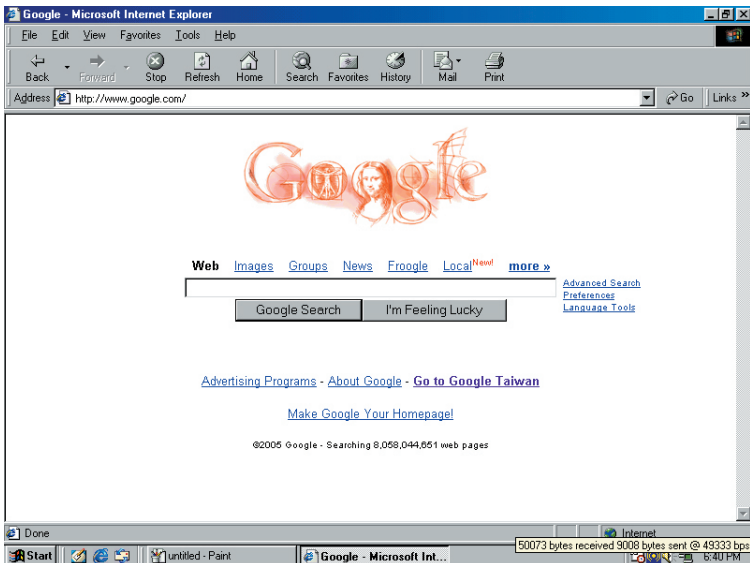 Google - Microsoft Internet Explorer
File Edit View Favorites Tools Help
Back Forward Stop Refresh Home Search Favorites History Mail Print
Address http://www.google.com/ Go Links »
Google
Web Images Groups News Froogle Local New! more »
Advanced Search
Preferences
Language Tools
Google Search I'm Feeling Lucky
Advertising Programs - About Google - Go to Google Taiwan
Make Google Your Homepage!
©2005 Google - Searching 8,058,044,651 web pages
Done Internet
50073 bytes received 9008 bytes sent @ 49333 bps
Start untitled - Paint Google - Microsoft Int... 6:40 PM